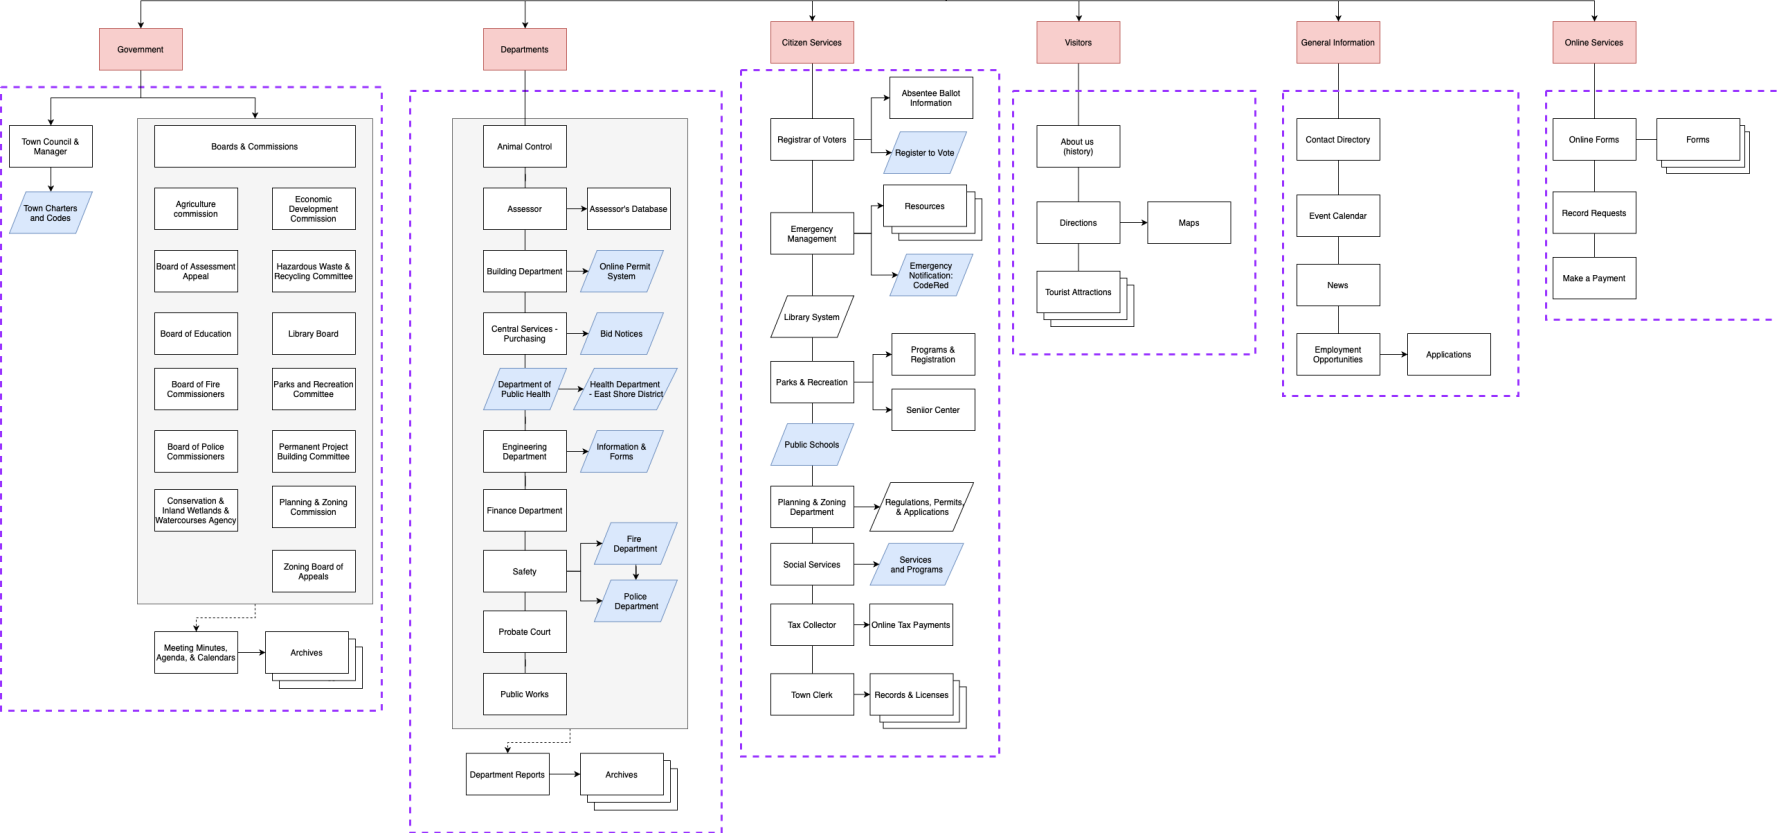 Government
Town Council &
Manager
Town Charters
and Codes
Boards & Commissions
Agriculture
commission
Economic
Development
Commission
Board of Assessment
Appeal
Hazardous Waste &
Recycling Committee
Board of Education
Library Board
Board of Fire
Commissioners
Parks and Recreation
Committee
Board of Police
Commissioners
Permanent Project
Building Committee
Conservation &
Inland Wetlands &
Watercourses Agency
Planning & Zoning
Commission
Zoning Board of
Appeals
Meeting Minutes,
Agenda, & Calendars
Archives
Departments
Animal Control
Assessor
Assessor's Database
Building Department
Online Permit
System
Central Services -
Purchasing
Bid Notices
Department of
Public Health
Health Department
- East Shore District
Engineering
Department
Information &
Forms
Finance Department
Safety
Fire
Department
Police
Department
Probate Court
Public Works
Department Reports
Archives
Citizen Services
Registrar of Voters
Absentee Ballot
Information
Register to Vote
Emergency
Management
Resources
Emergency
Notification:
CodeRed
Library System
Parks & Recreation
Programs &
Registration
Seniior Center
Public Schools
Planning & Zoning
Department
Regulations, Permits,
& Applications
Social Services
Services
and Programs
Tax Collector
Online Tax Payments
Town Clerk
Records & Licenses
Visitors
About us
(history)
Directions
Maps
Tourist Attractions
General Information
Contact Directory
Event Calendar
News
Employment
Opportunities
Applications
Online Services
Online Forms
Forms
Record Requests
Make a Payment